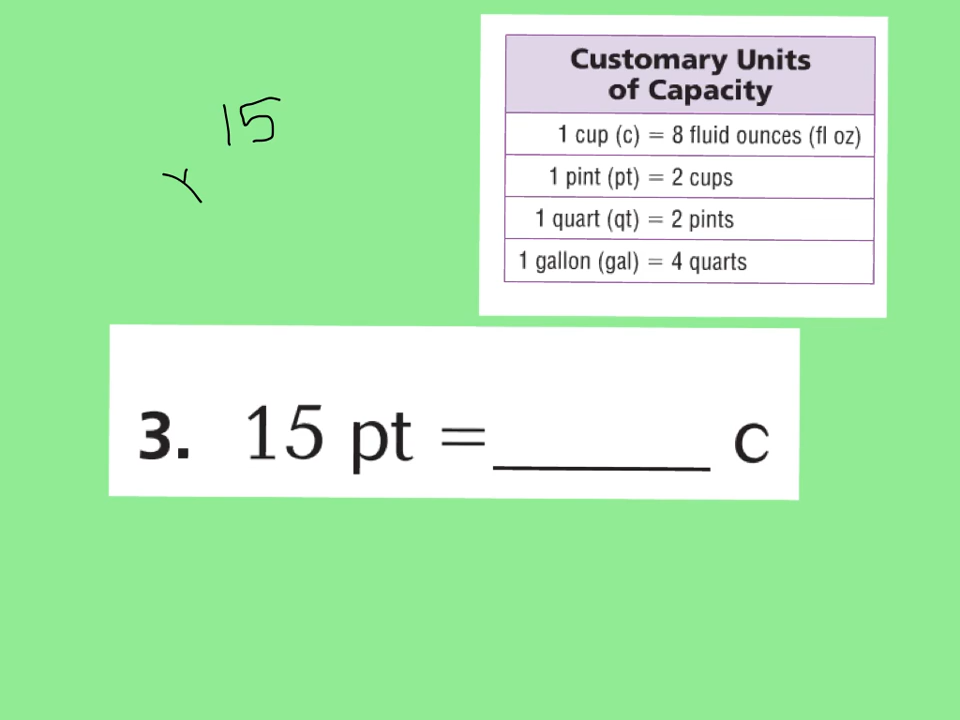 15
Customary Units
of Capacity
1 cup (c) = 8 fluid ounces (fl oz)
1 pint (pt) = 2 cups
1 quart (qt) = 2 pints
1 gallon (gal) = 4 quarts
3. 15 pt = ______ c